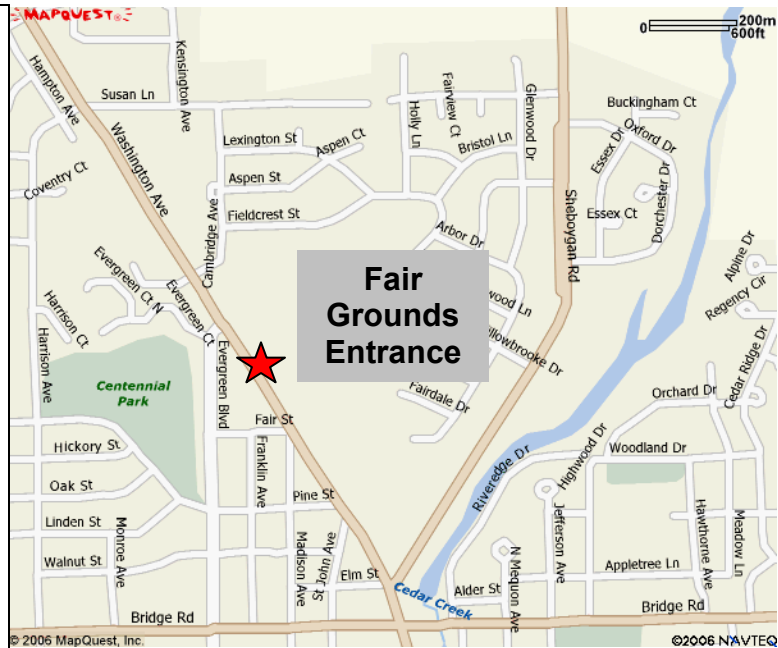 MAPQUEST
0 200m
600ft
Kensington Ave
Hampton Ave
Susan Ln
Washington Ave
Fairview Ct
Glenwood Dr
Holly Ln
Buckingham Ct
Lexington St
Aspen Ct
Bristol Ln
Essex Dr
Oxford Dr
Coventry Ct
Aspen St
Dorchester Dr
Sheboygan Rd
Fieldcrest St
Essex Ct
Cambridge Ave
Arbor Dr
Alpine Dr
Evergreen Ct N
Evergreen Ct
Fair
Grounds
Entrance
wood Ln
Regency Cir
Harrison Ct
Harrison Ave
llowbrooke Dr
Cedar Ridge Dr
Evergreen Blvd
Centennial
Park
Fairdale Dr
Orchard Dr
Fair St
Hickory St
Franklin Ave
Riveredge Dr
Highwood Dr
Woodland Dr
Oak St
Pine St
Linden St
Monroe Ave
Madison Ave
St John Ave
Jefferson Ave
Hawthorne Ave
Meadow Ln
Walnut St
Elm St
N Mequon Ave
Appletree Ln
Cedar Creek
Alder St
Bridge Rd
Bridge Rd
© 2006 MapQuest, Inc.
©2006 NAVTEQ